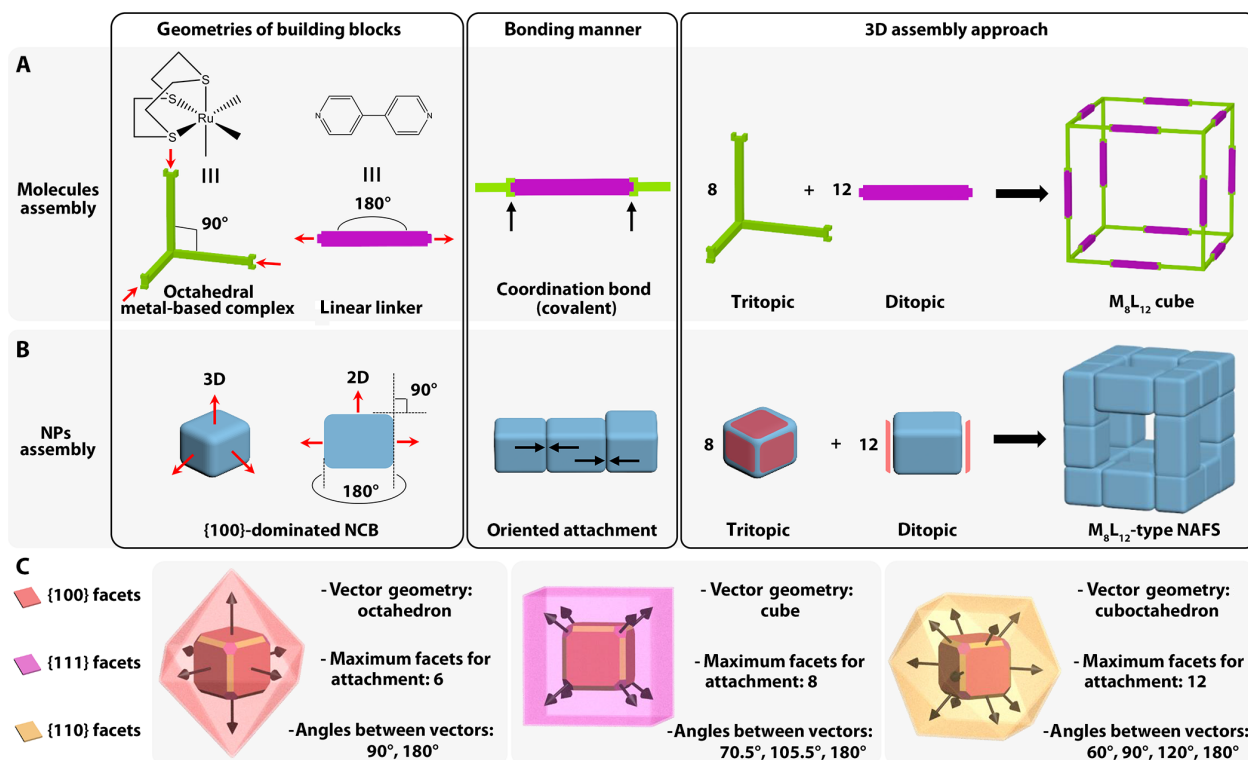 Geometries of building blocks
Bonding manner
3D assembly approach
A
Molecules
assembly
S
S
S
Ru
N
N
90°
180°
Octahedral
metal-based complex
Linear linker
Coordination bond
(covalent)
8
+
12
Tritopic
Ditopic
M₈L₁₂ cube
B
NPs
assembly
3D
2D
90°
180°
{100}-dominated NCB
Oriented attachment
8
+
12
Tritopic
Ditopic
M₈L₁₂-type NAFS
C
{100} facets
{111} facets
{110} facets
- Vector geometry:
octahedron
- Maximum facets for
attachment: 6
-Angles between vectors:
90°, 180°
- Vector geometry:
cube
- Maximum facets for
attachment: 8
-Angles between vectors:
70.5°, 105.5°, 180°
- Vector geometry:
cuboctahedron
- Maximum facets for
attachment: 12
-Angles between vectors:
60°, 90°, 120°, 180°